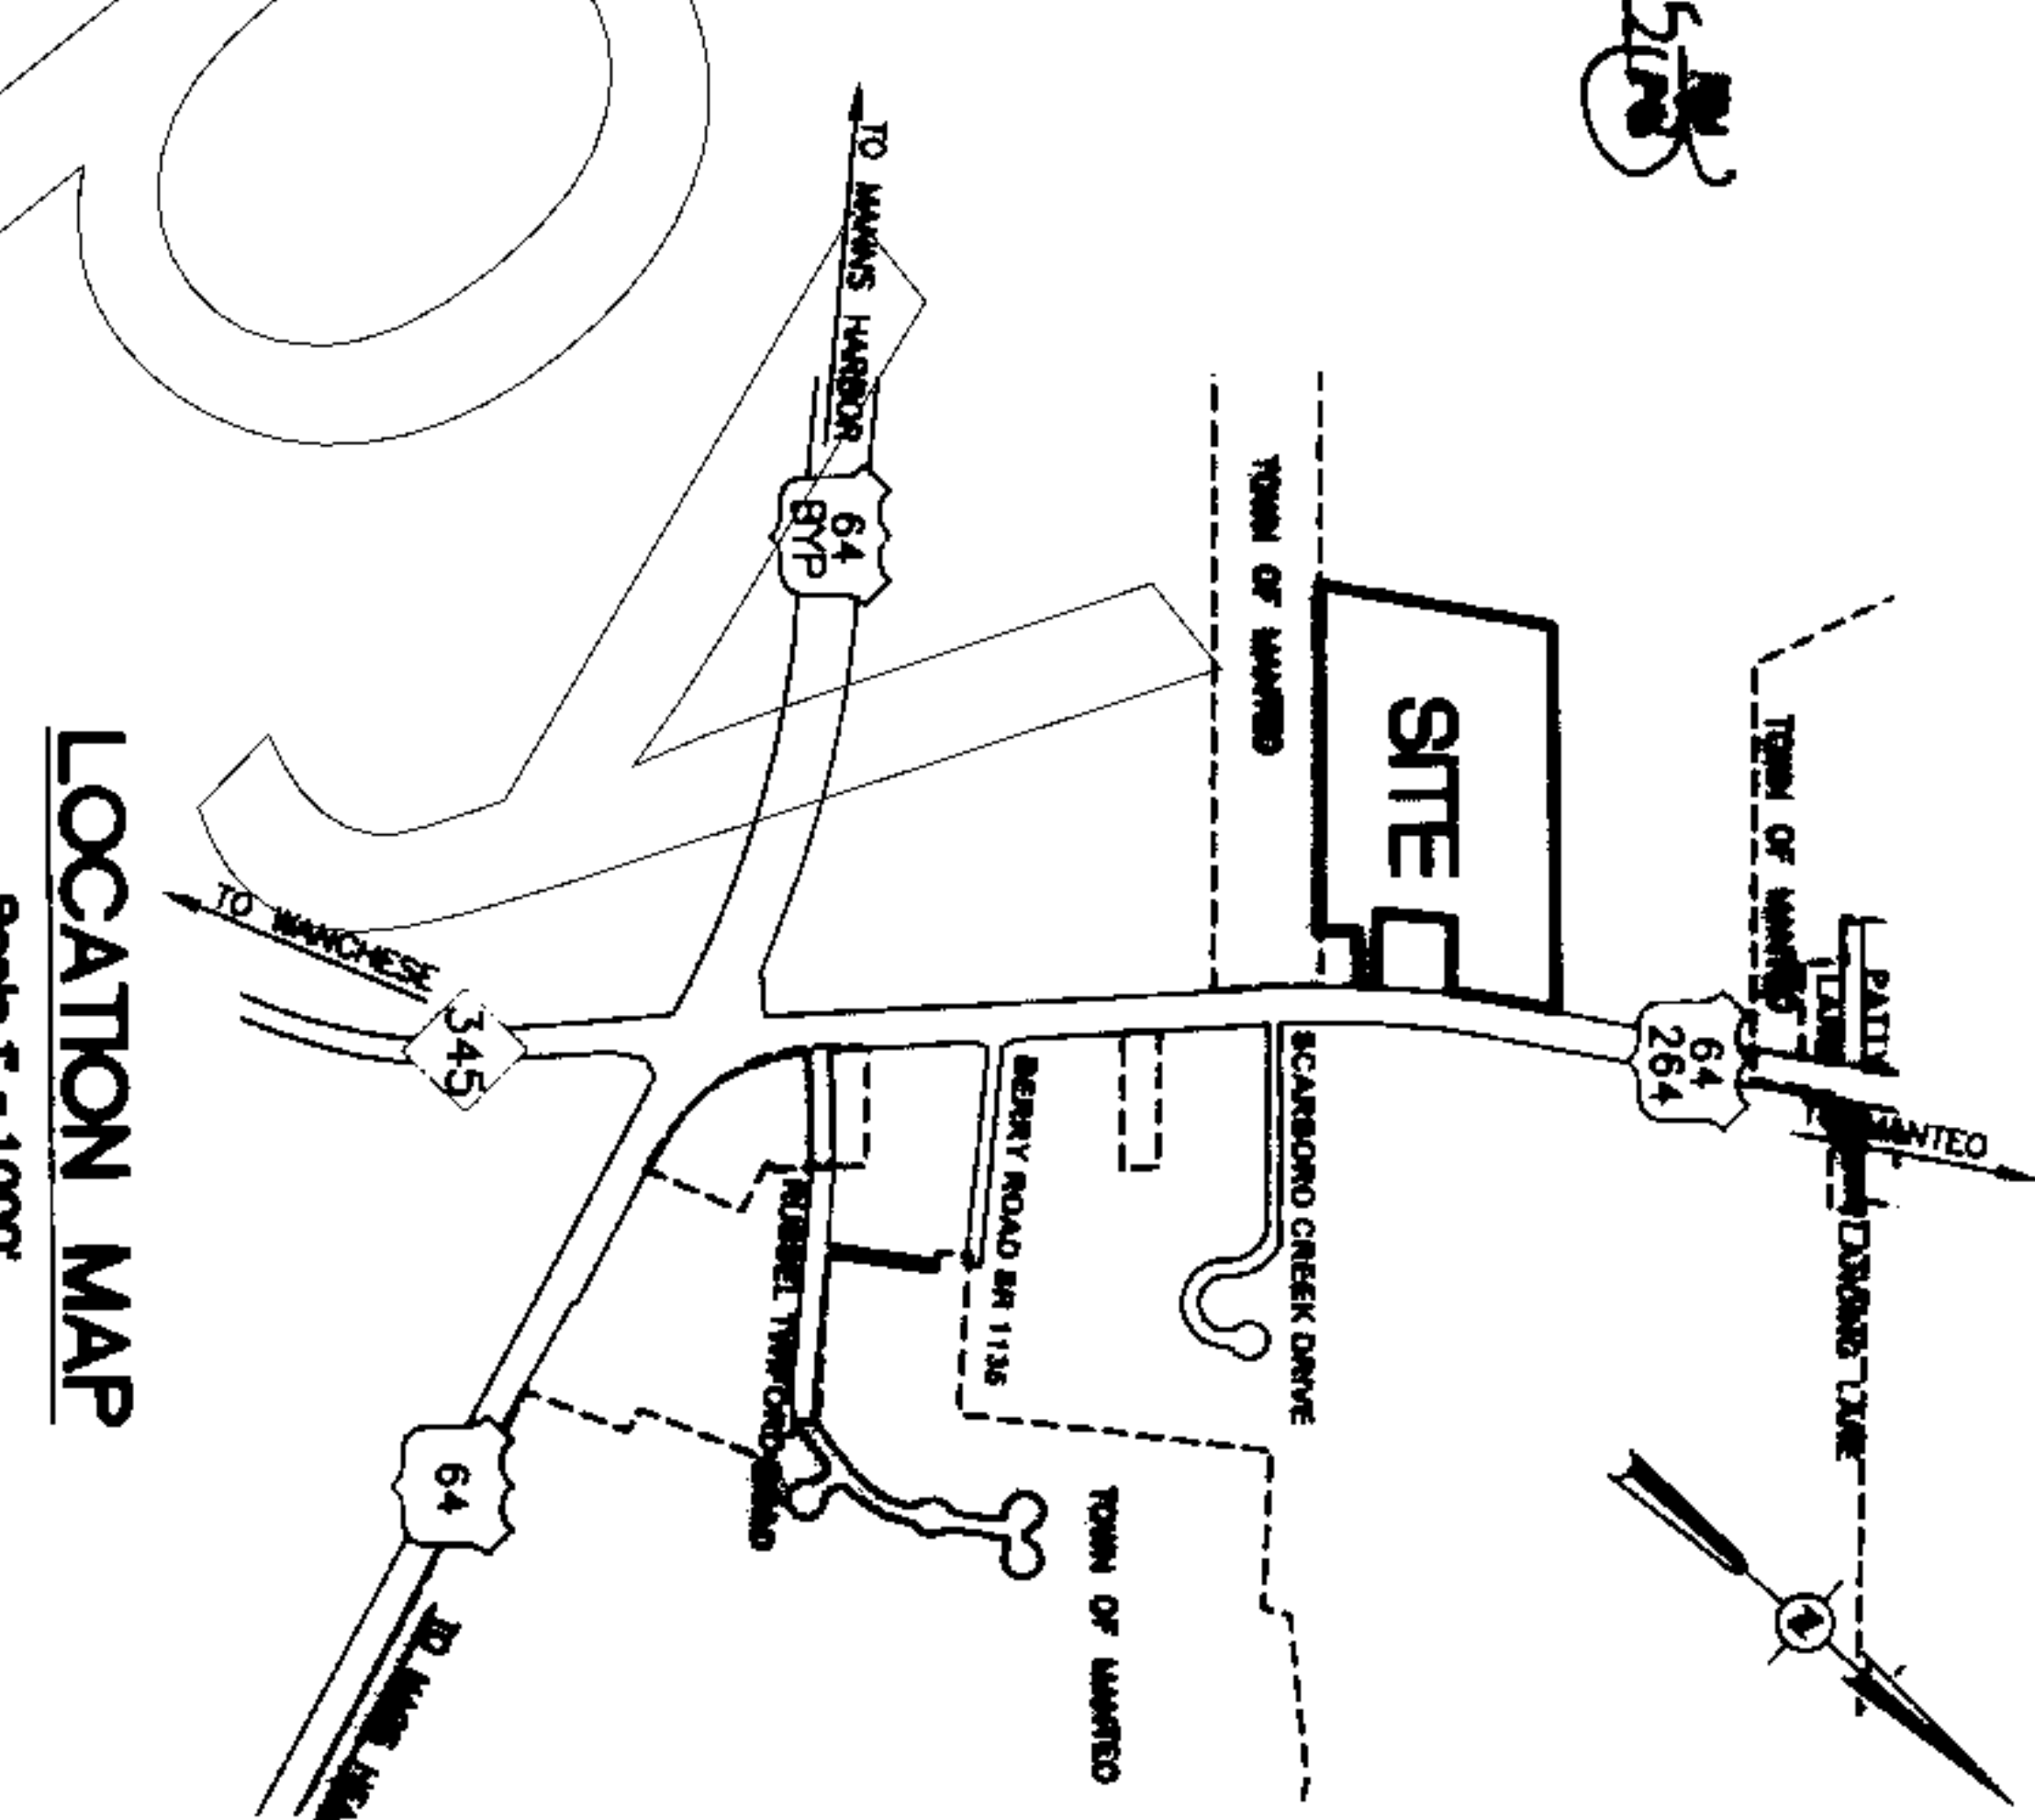 TO MANNS HARBOR
64
BYP
TOWN OF MANTEO
SITE
TOWN OF MANTEO
LANE
64
264
MANTEO
TO WANCHESE
345
SCARBORO CREEK DRIVE
BERRY ROAD SR 1136
LANE
64
TO
TOWN OF MANTEO
LOCATION MAP